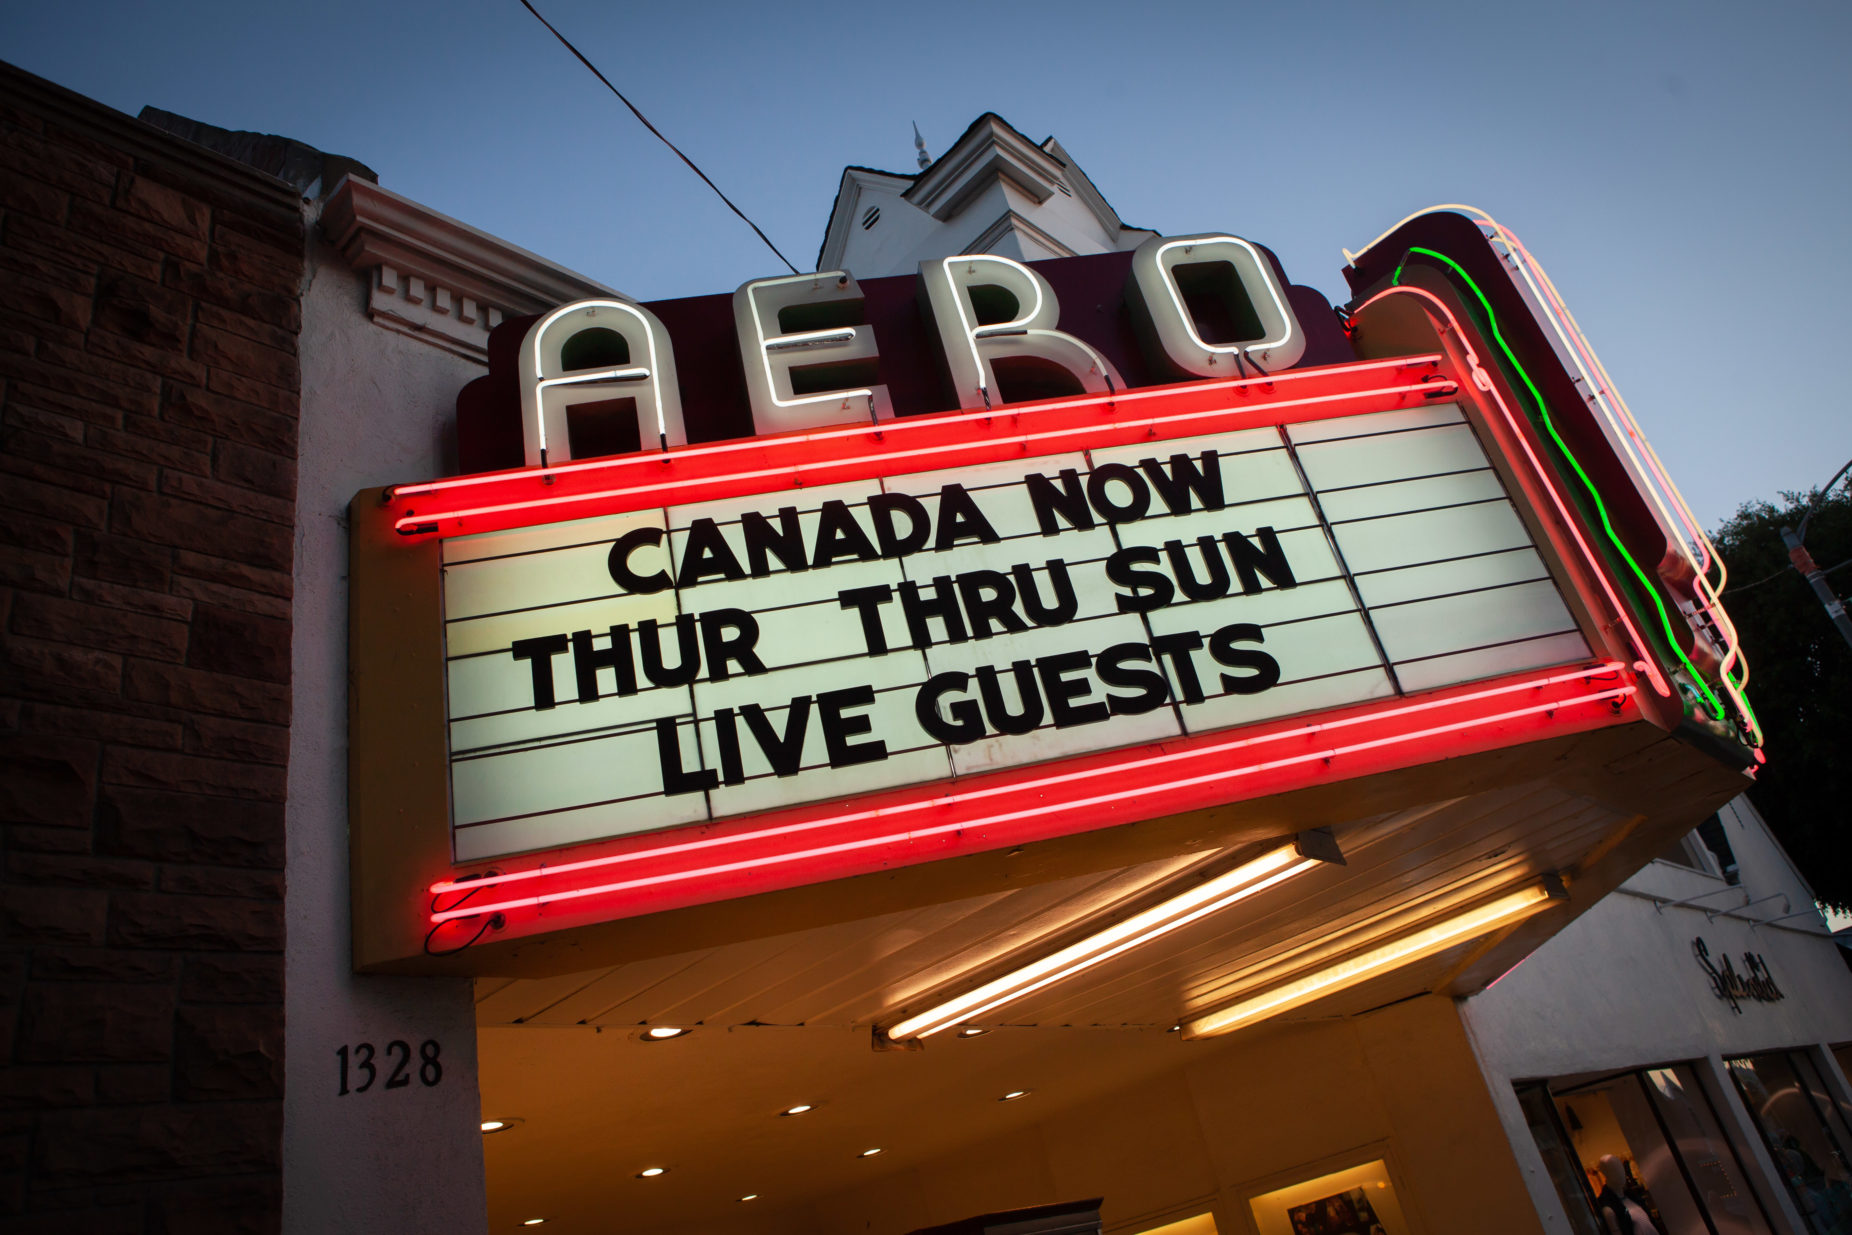 AERO
CANADA NOW
THUR THRU SUN
LIVE GUESTS
1328